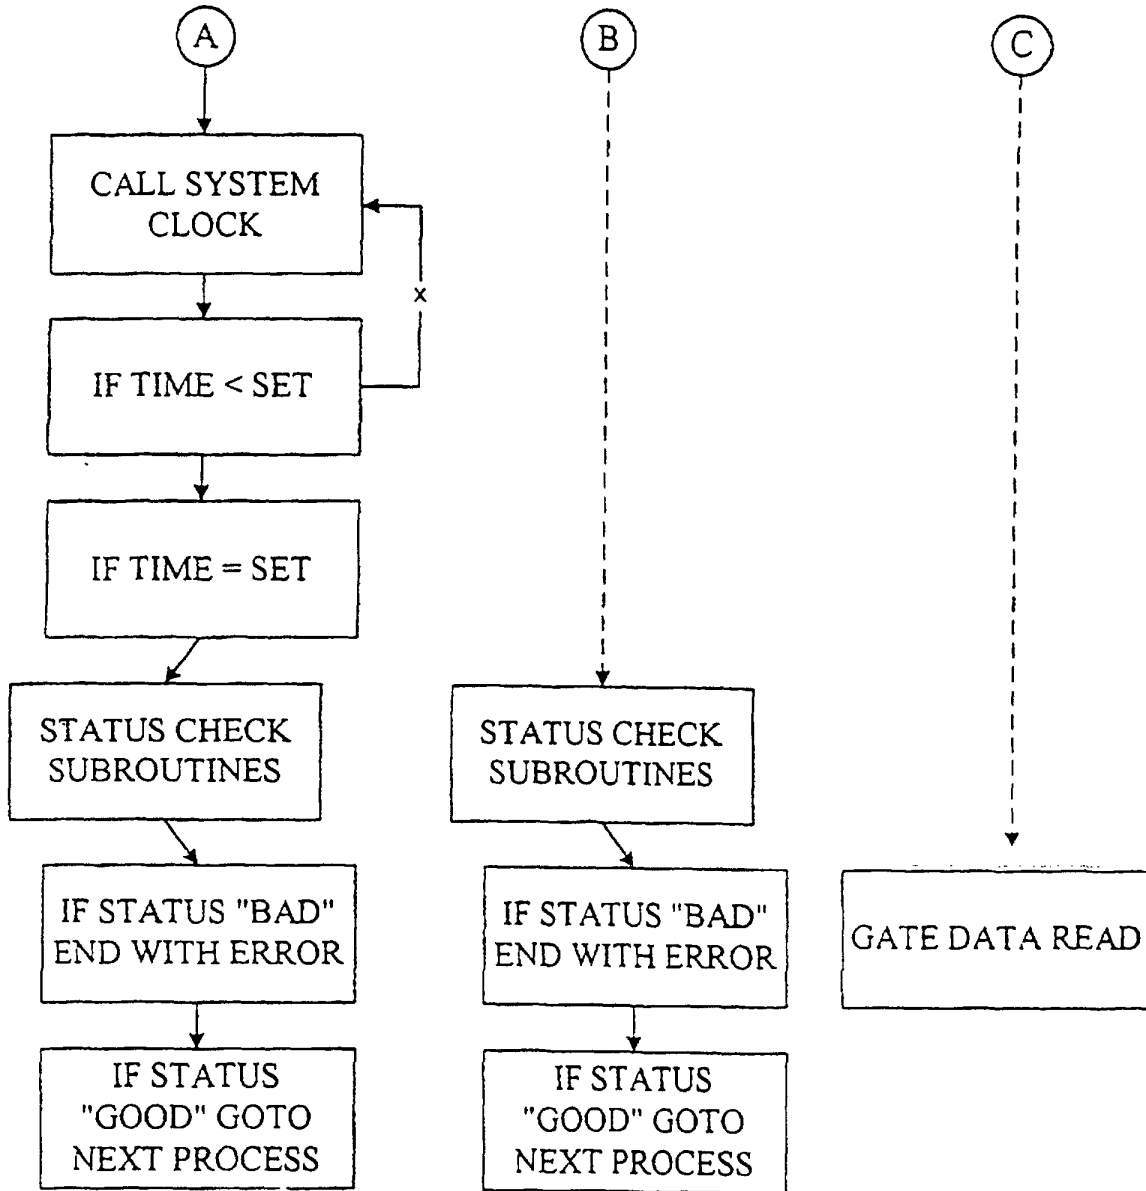 A
CALL SYSTEM
CLOCK
x
IF TIME < SET
IF TIME = SET
STATUS CHECK
SUBROUTINES
IF STATUS "BAD"
END WITH ERROR
IF STATUS
"GOOD" GOTO
NEXT PROCESS
B
STATUS CHECK
SUBROUTINES
IF STATUS "BAD"
END WITH ERROR
IF STATUS
"GOOD" GOTO
NEXT PROCESS
C
GATE DATA READ